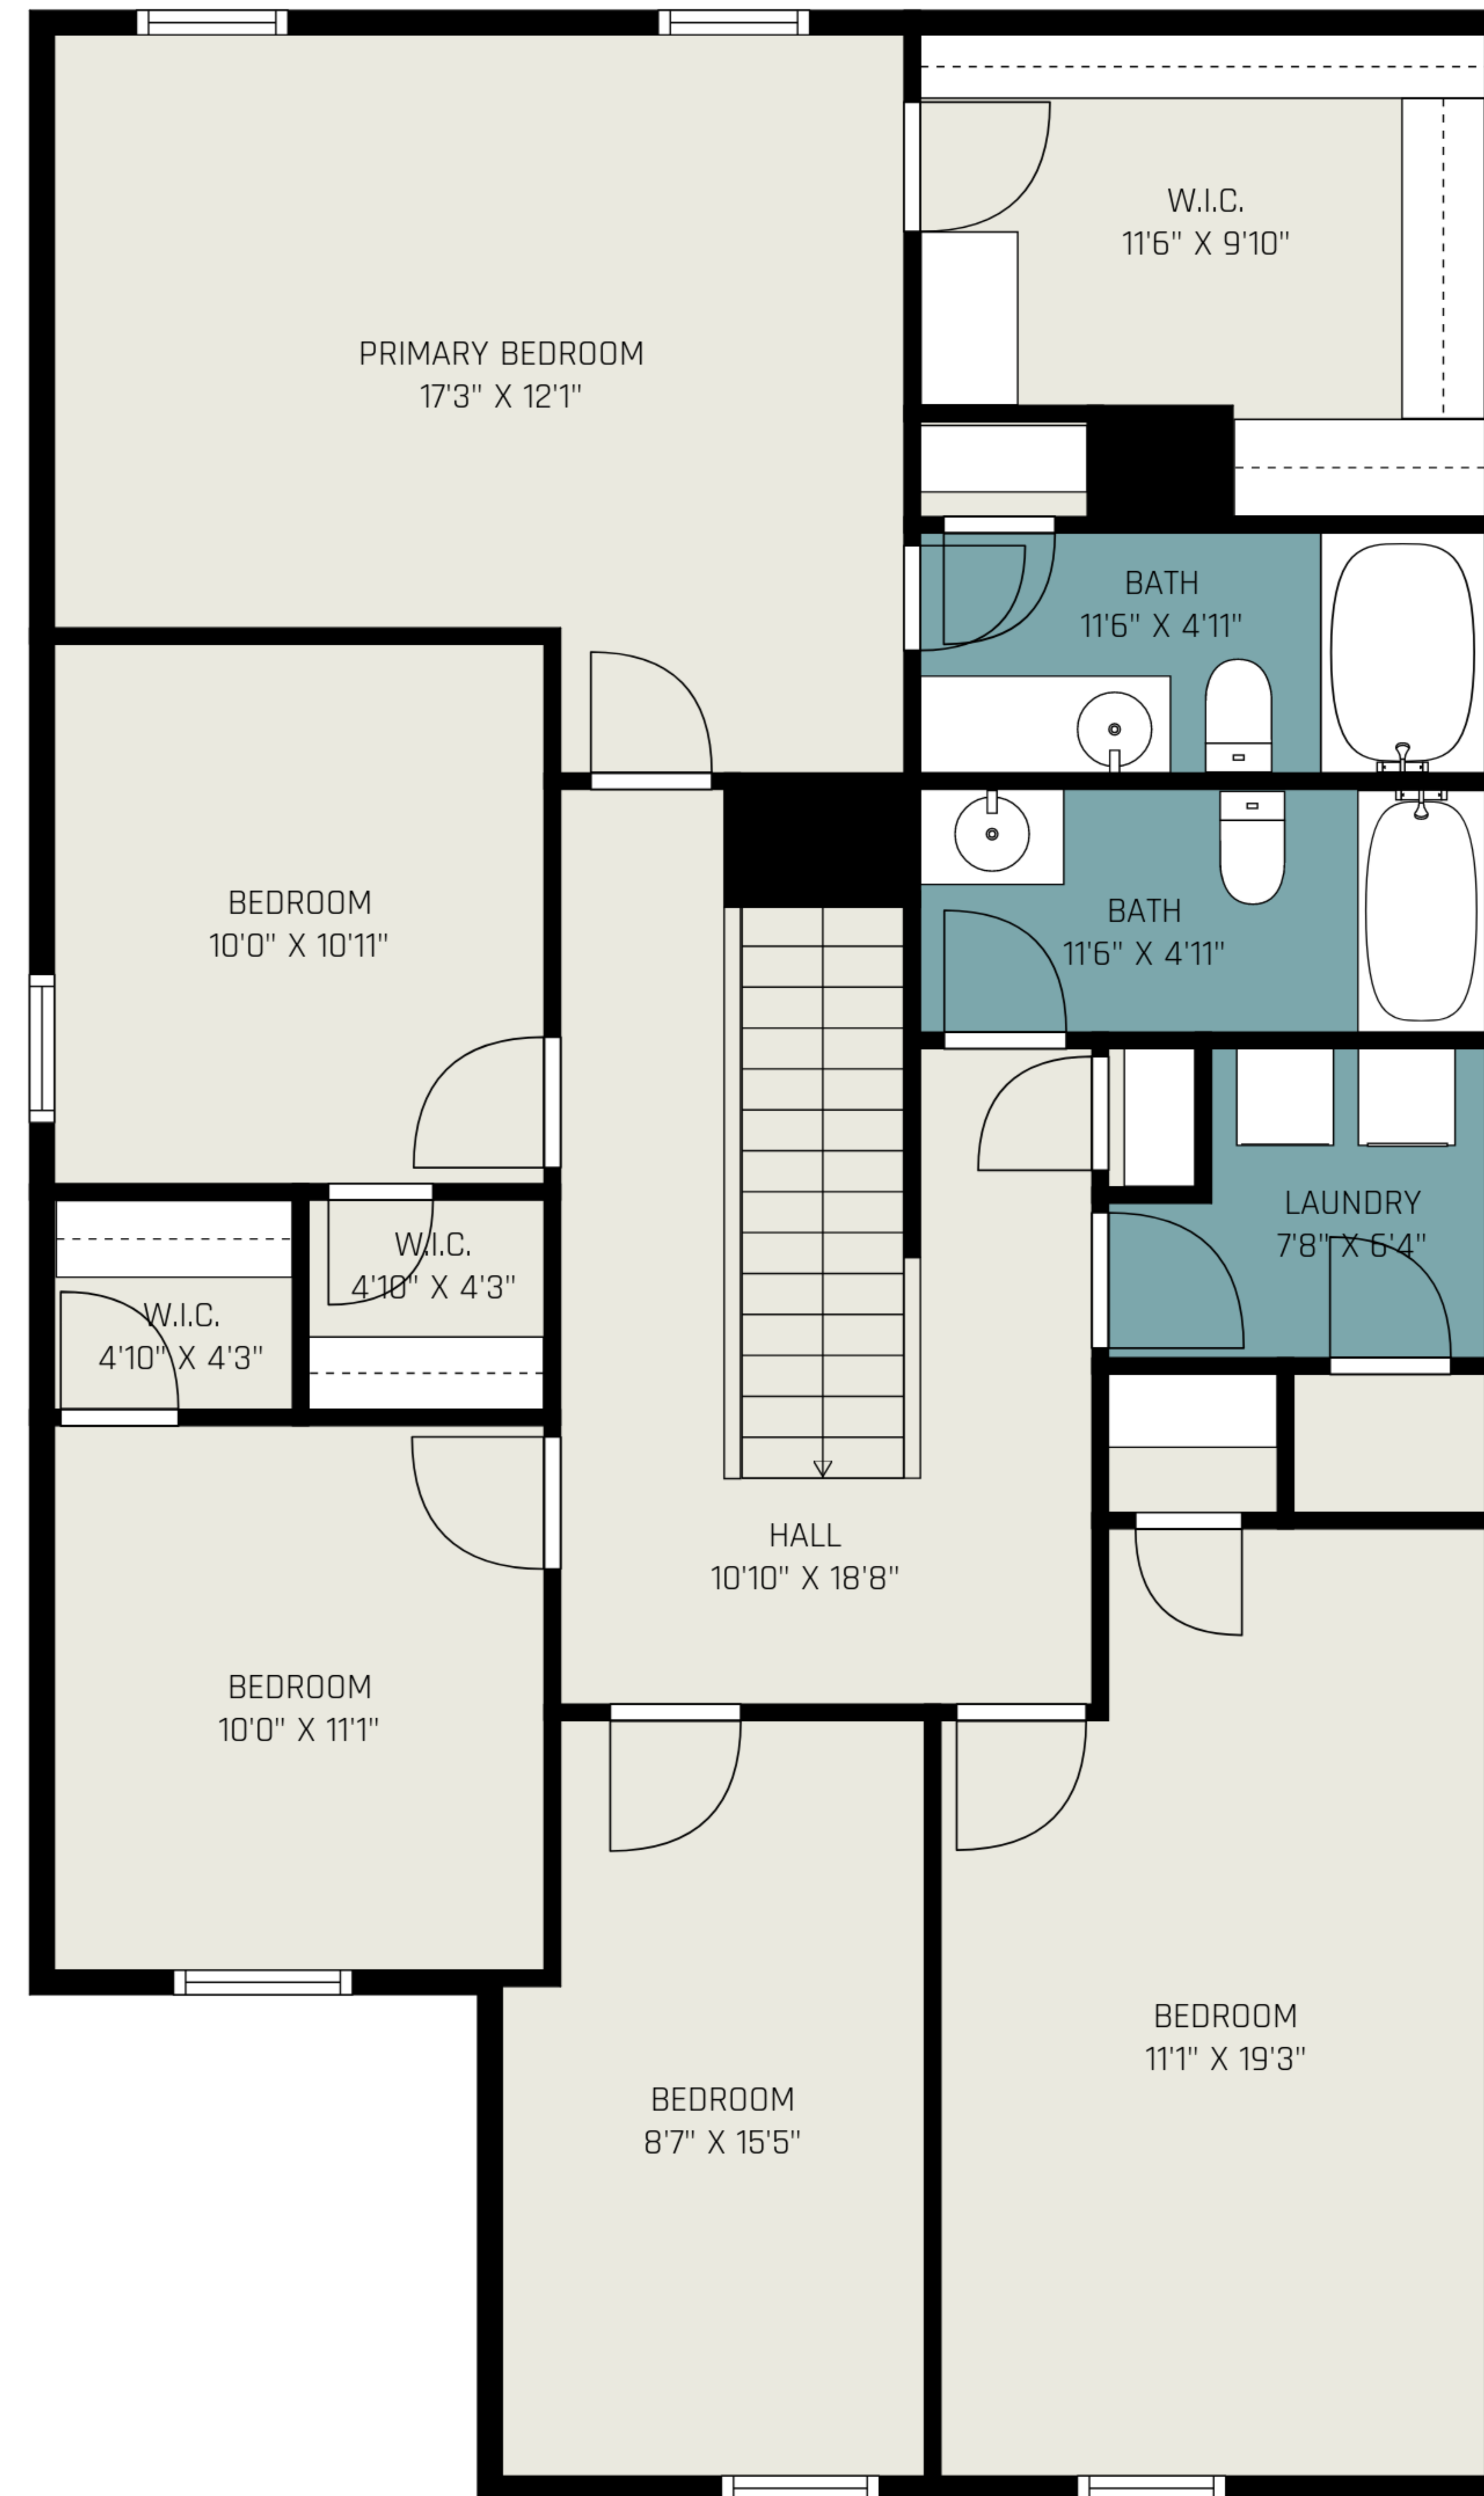 W.I.C.
11'6" X 9'10"
PRIMARY BEDROOM
17'3" X 12'1"
BATH
11'6" X 4'11"
BEDROOM
10'0" X 10'11"
BATH
11'6" X 4'11"
LAUNDRY
7'8" X 6'4"
W.I.C.
4'10" X 4'3"
W.I.C.
4'10" X 4'3"
HALL
10'10" X 18'8"
BEDROOM
10'0" X 11'1"
BEDROOM
11'1" X 19'3"
BEDROOM
8'7" X 15'5"